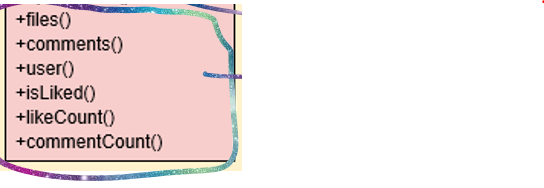 +files()
+comments()
+user()
+isLiked()
+likeCount()
+commentCount()